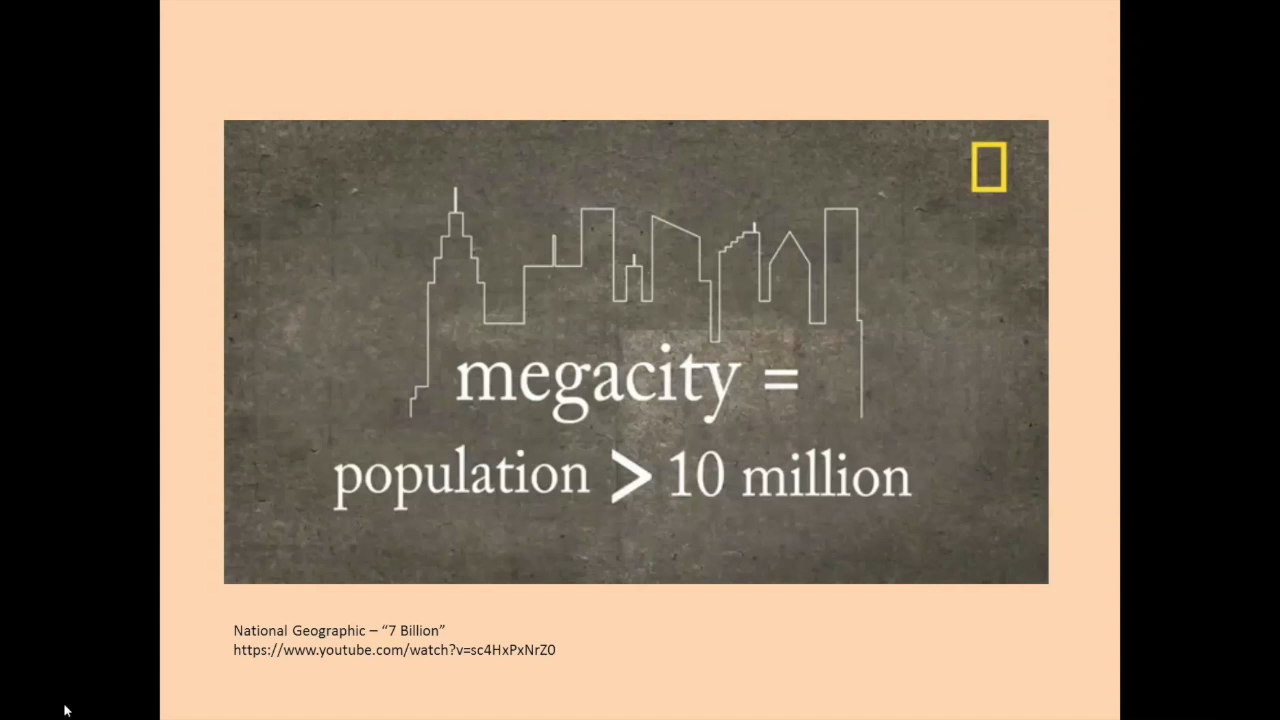 megacity =
population > 10 million
National Geographic – “7 Billion”
https://www.youtube.com/watch?v=sc4HxPxNrZ0